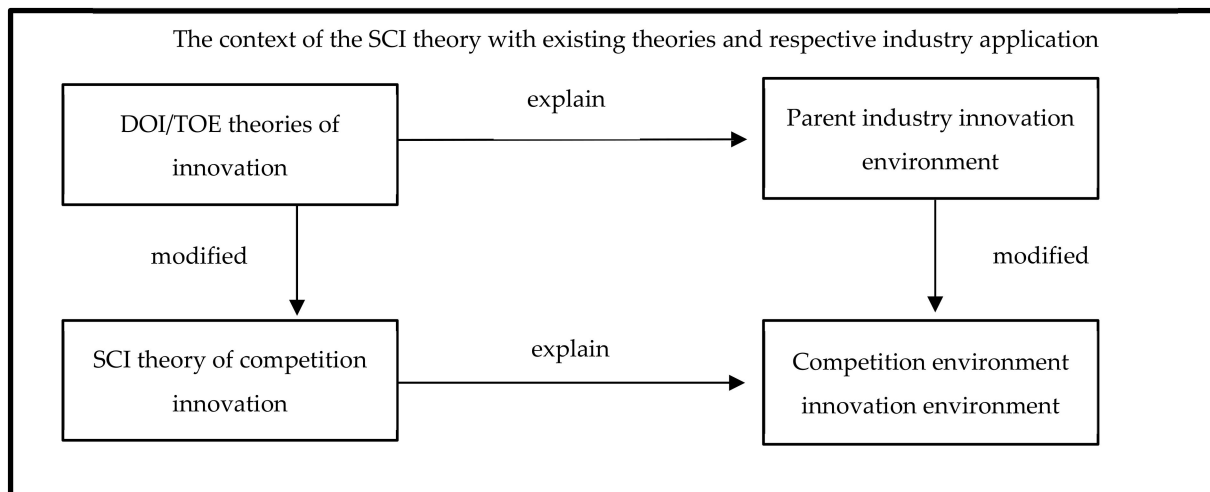 The context of the SCI theory with existing theories and respective industry application
DOI/TOE theories of
innovation
explain
Parent industry innovation
environment
modified
modified
SCI theory of competition
innovation
explain
Competition environment
innovation environment